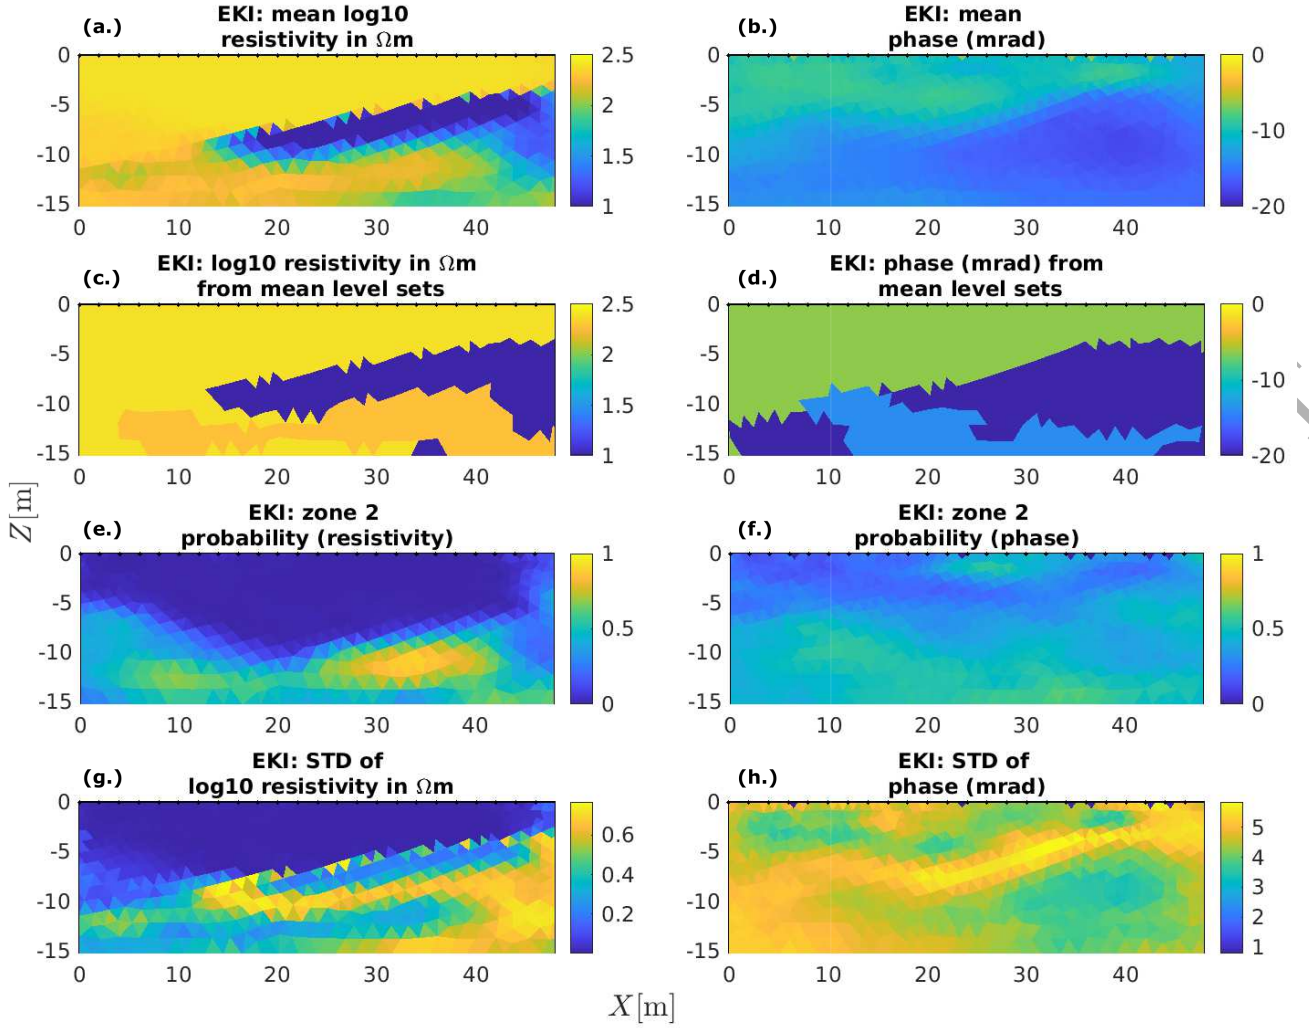 (a.) EKI: mean log10
resistivity in Ωm
0
-5
-10
-15
0 10 20 30 40
2.5
2
1.5
1
(b.) EKI: mean
phase (mrad)
0
-5
-10
-15
0 10 20 30 40
0
-10
-20
(c.) EKI: log10 resistivity in Ωm
from mean level sets
0
-5
-10
-15
0 10 20 30 40
2.5
2
1.5
1
(d.) EKI: phase (mrad) from
mean level sets
0
-5
-10
-15
0 10 20 30 40
0
-10
-20
(e.) EKI: zone 2
probability (resistivity)
0
-5
-10
-15
0 10 20 30 40
1
0.5
0
(f.) EKI: zone 2
probability (phase)
0
-5
-10
-15
0 10 20 30 40
1
0.5
0
(g.) EKI: STD of
log10 resistivity in Ωm
0
-5
-10
-15
0 10 20 30 40
0.6
0.4
0.2
(h.) EKI: STD of
phase (mrad)
0
-5
-10
-15
0 10 20 30 40
5
4
3
2
1
Z[m]
X[m]